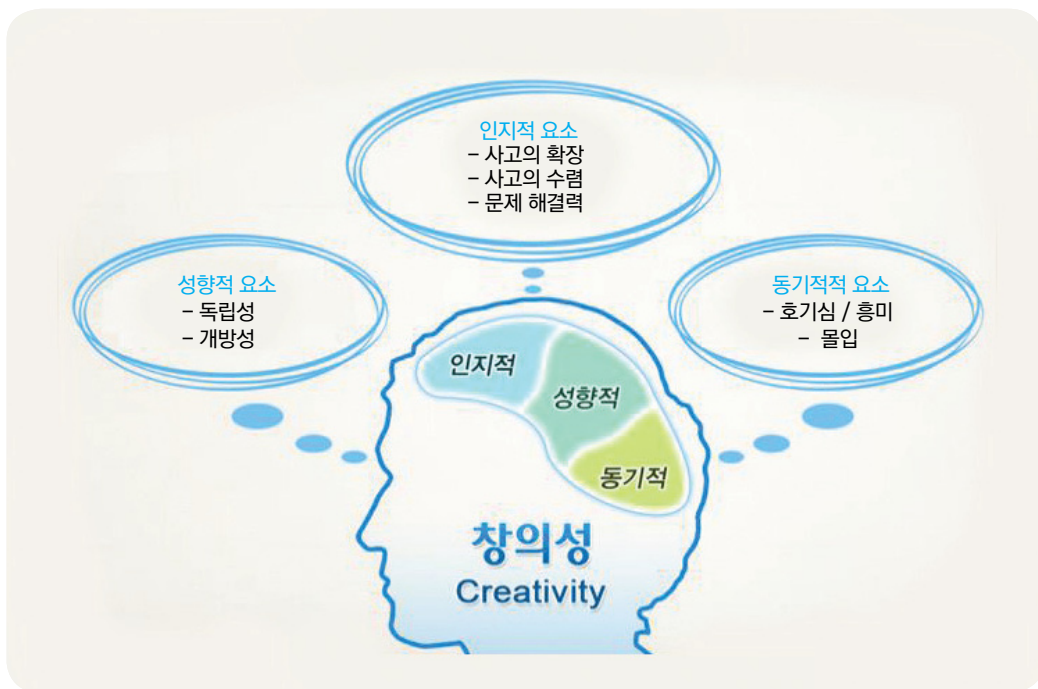 인지적 요소
- 사고의 확장
- 사고의 수렴
- 문제 해결력
성향적 요소
- 독립성
- 개방성
동기적적 요소
- 호기심 / 흥미
- 몰입
인지적
성향적
동기적
창의성
Creativity